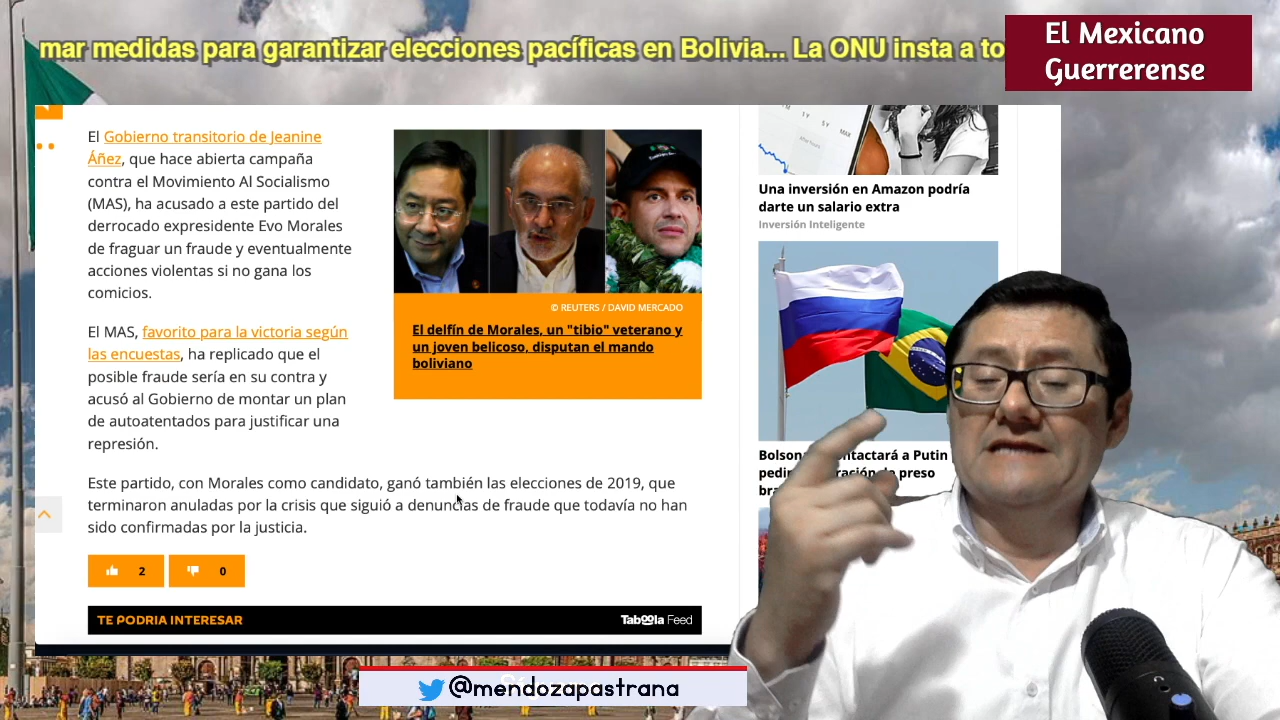 mar medidas para garantizar elecciones pacíficas en Bolivia... La ONU insta a to
El Mexicano
Guerrerense
El Gobierno transitorio de Jeanine
Áñez, que hace abierta campaña
contra el Movimiento Al Socialismo
(MAS), ha acusado a este partido del
derrocado expresidente Evo Morales
de fraguar un fraude y eventualmente
acciones violentas si no gana los
comicios.
El MAS, favorito para la victoria según
las encuestas, ha replicado que el
posible fraude sería en su contra y
acusó al Gobierno de montar un plan
de autoatentados para justificar una
represión.
© REUTERS / DAVID MERCADO
El delfín de Morales, un "tibio" veterano y
un joven belicoso, disputan el mando
boliviano
Este partido, con Morales como candidato, ganó también las elecciones de 2019, que
terminaron anuladas por la crisis que siguió a denuncias de fraude que todavía no han
sido confirmadas por la justicia.
2
0
TE PODRIA INTERESAR
Taboola Feed
1Y 5Y MAX
Una inversión en Amazon podría
darte un salario extra
Inversión Inteligente
a Putin
preso
@mendozapastrana